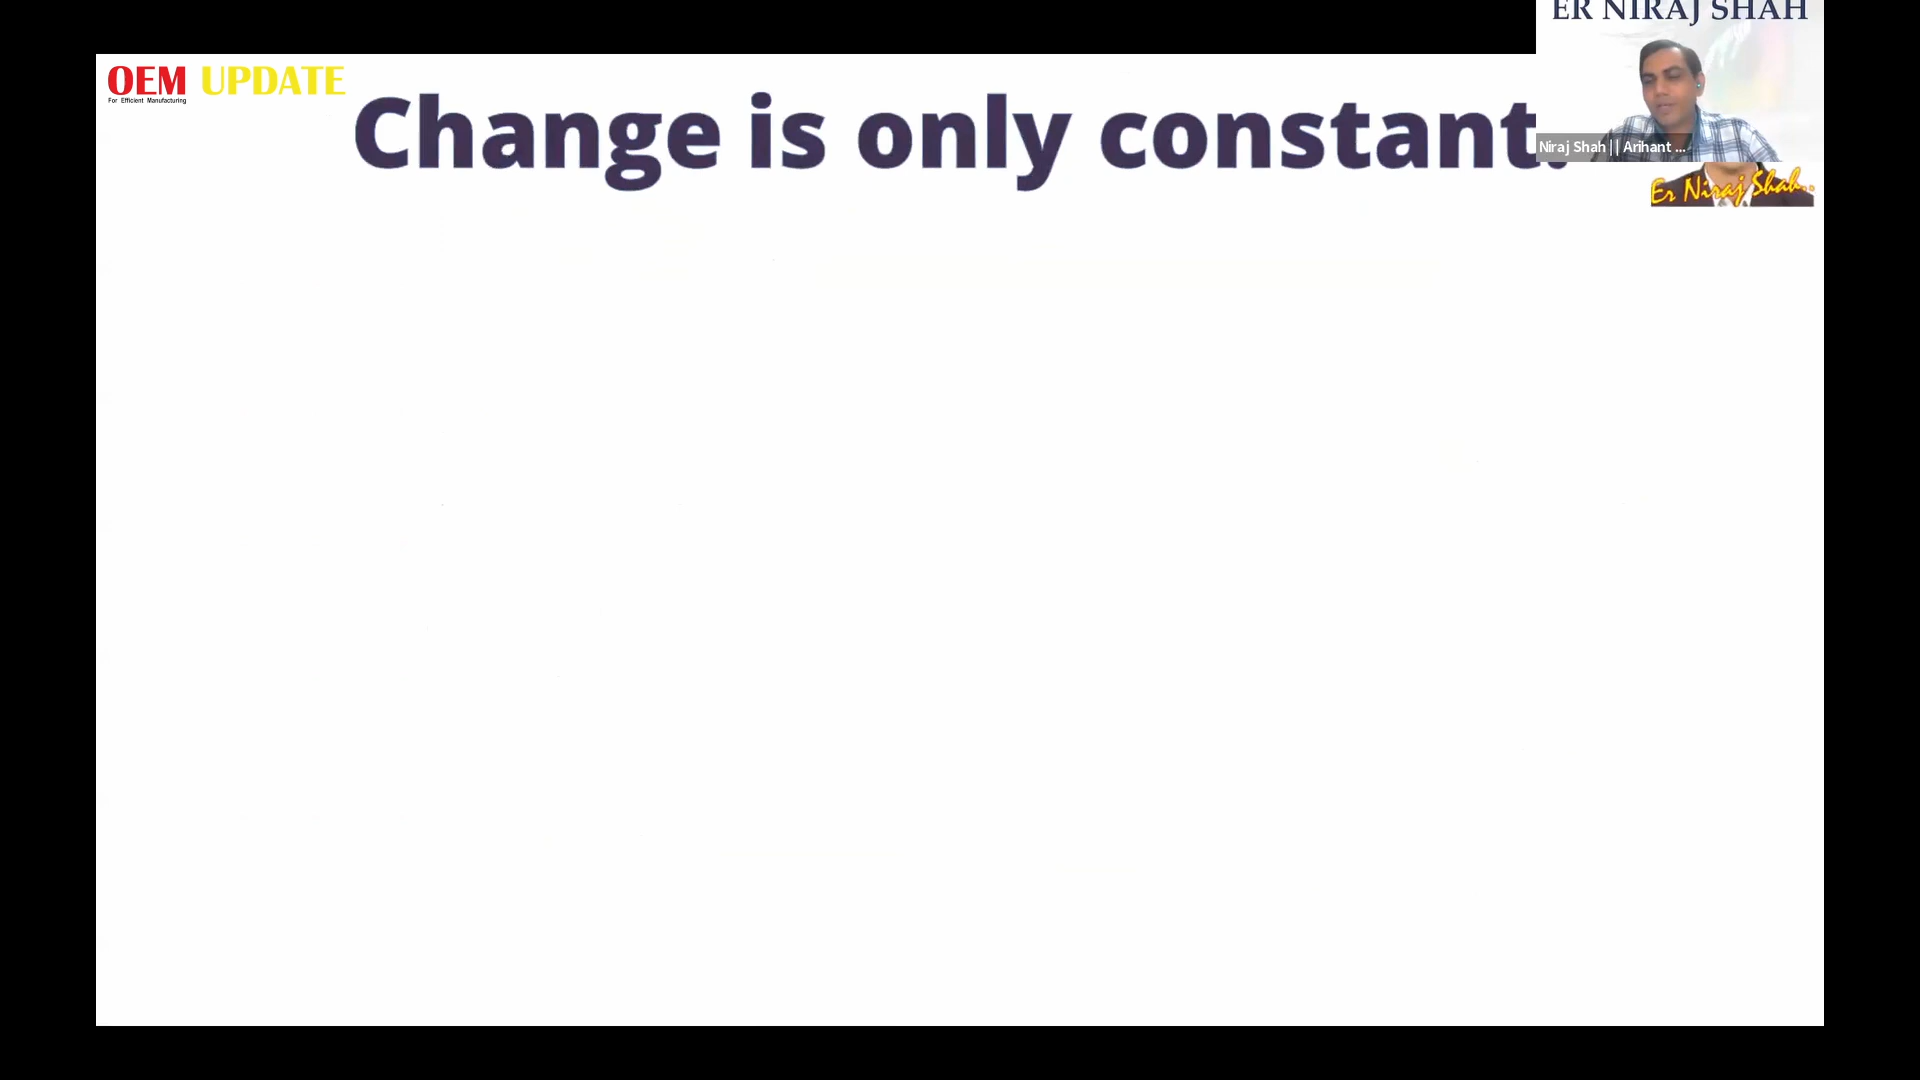 ER NIRAJ SHAH
OEM UPDATE
For Efficient Manufacturing
Change is only constant.
Niraj Shah || Arihant ...
Er Niraj Shah..